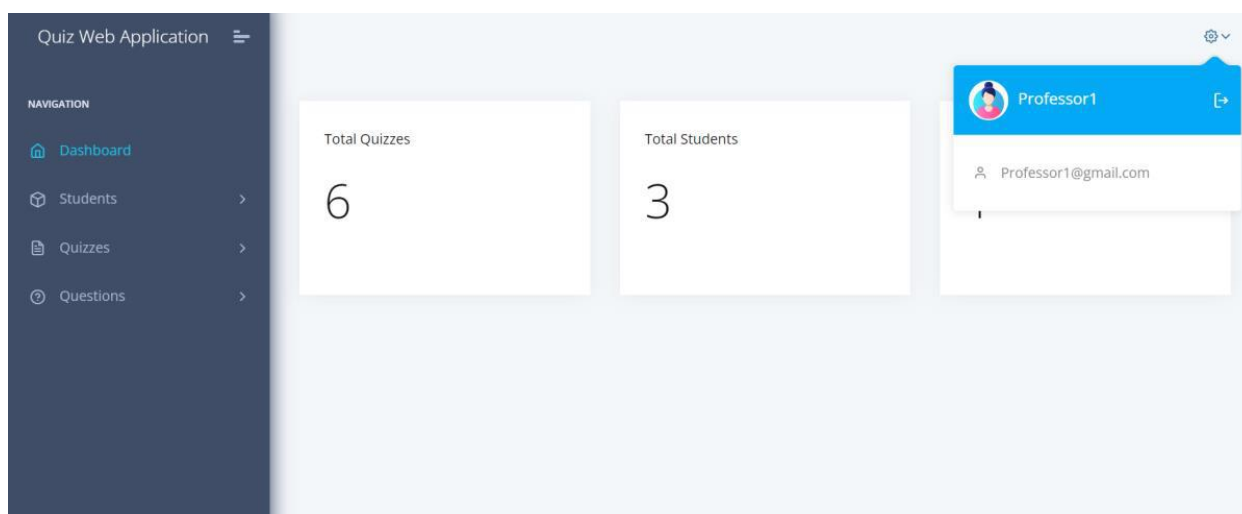 Quiz Web Application
NAVIGATION
Dashboard
Students
Quizzes
Questions
Total Quizzes
6
Total Students
3
Professor1
Professor1@gmail.com